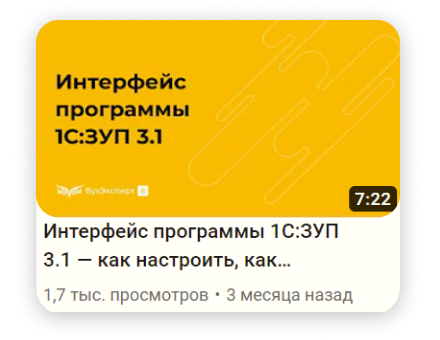 Интерфейс
программы
1С:ЗУП 3.1
БухЭксперт 8
7:22
Интерфейс программы 1С:ЗУП
3.1 — как настроить, как...
1,7 тыс. просмотров • 3 месяца назад